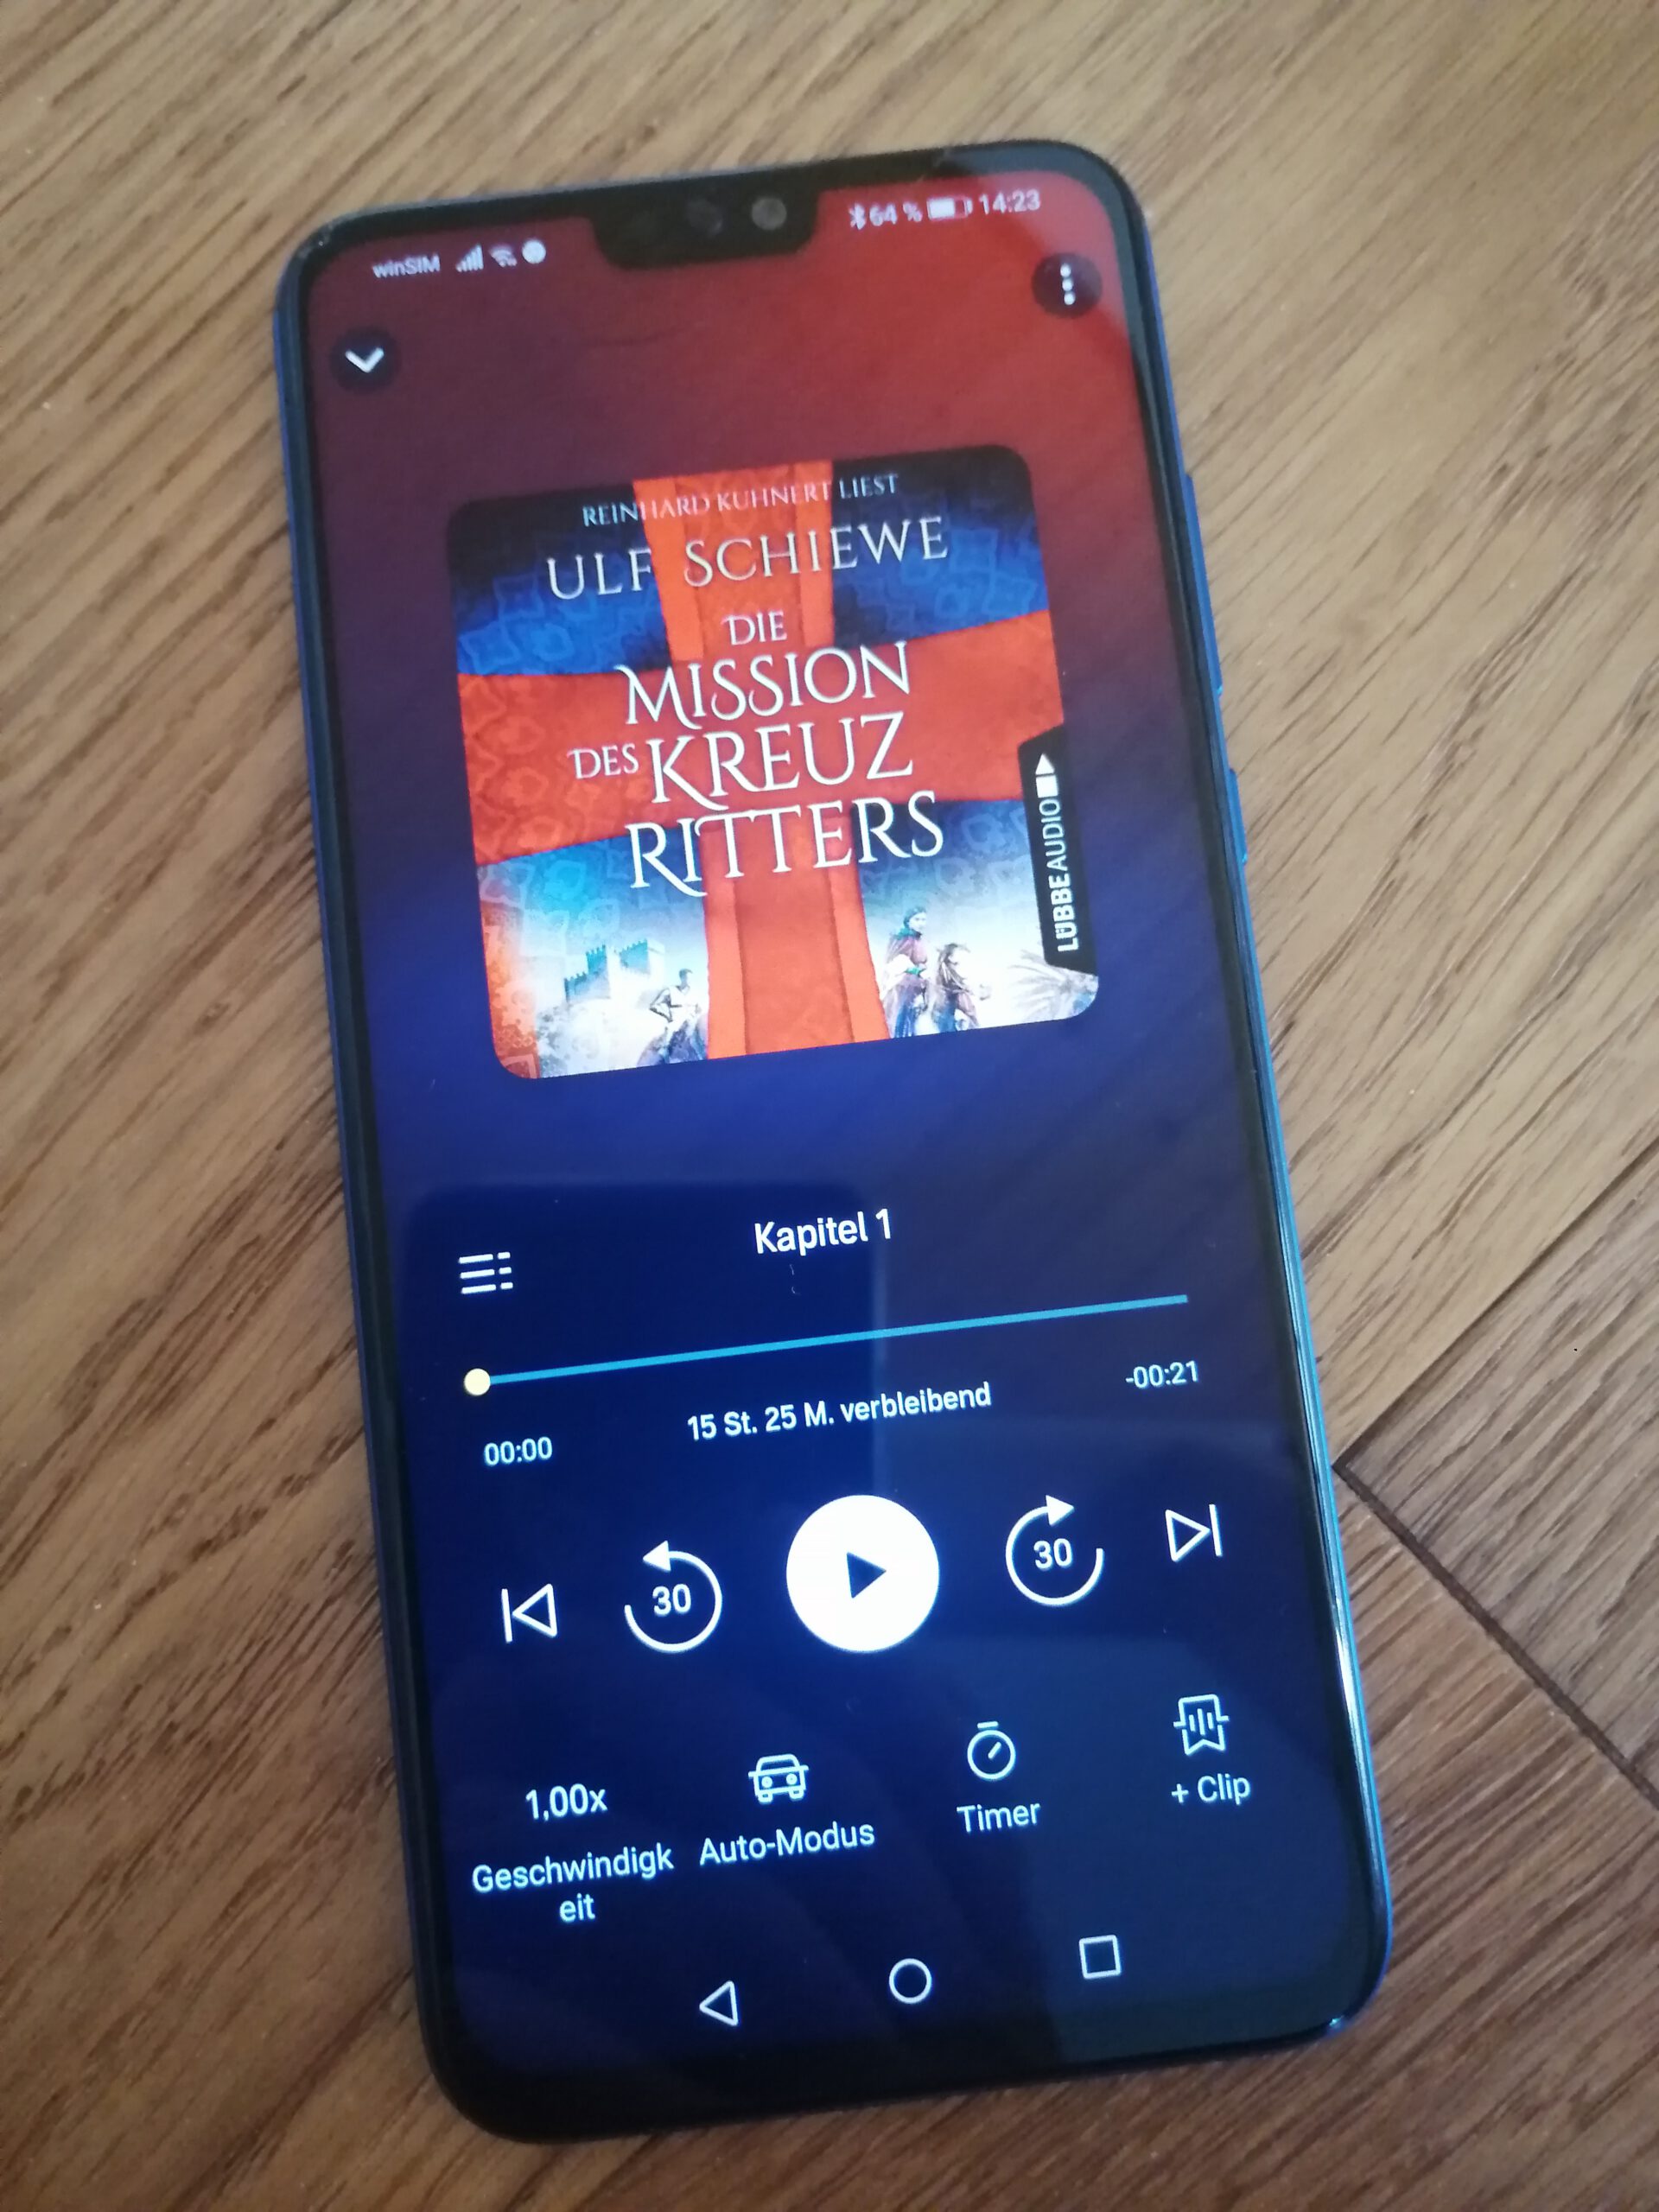 winSIM
64 % 14:23
REINHARD KUHNERT LIEST
ULF SCHIEWE
DIE
MISSION
DES KREUZ
RITTERS
LÜBBE AUDIO
Kapitel 1
00:00
15 St. 25 M. verbleibend
-00:21
30
30
1,00x
Geschwindigk
eit
Auto-Modus
Timer
+ Clip